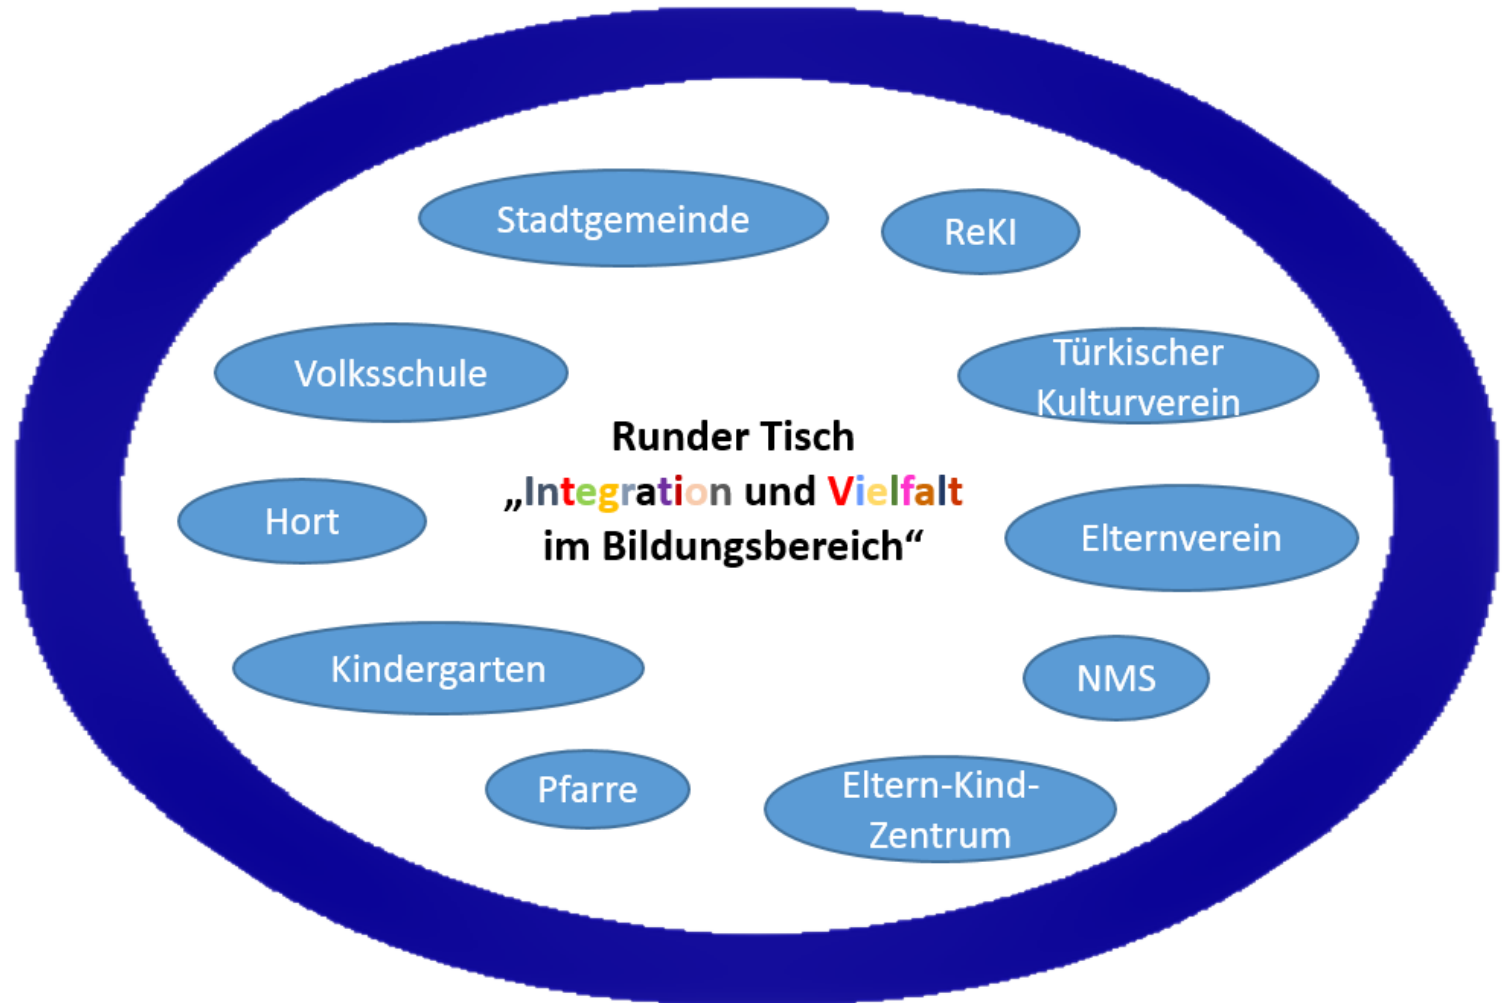 Stadtgemeinde
ReKI
Volksschule
Türkischer
Kulturverein
Runder Tisch
„Integration und Vielfalt
im Bildungsbereich“
Hort
Elternverein
Kindergarten
NMS
Pfarre
Eltern-Kind-
Zentrum